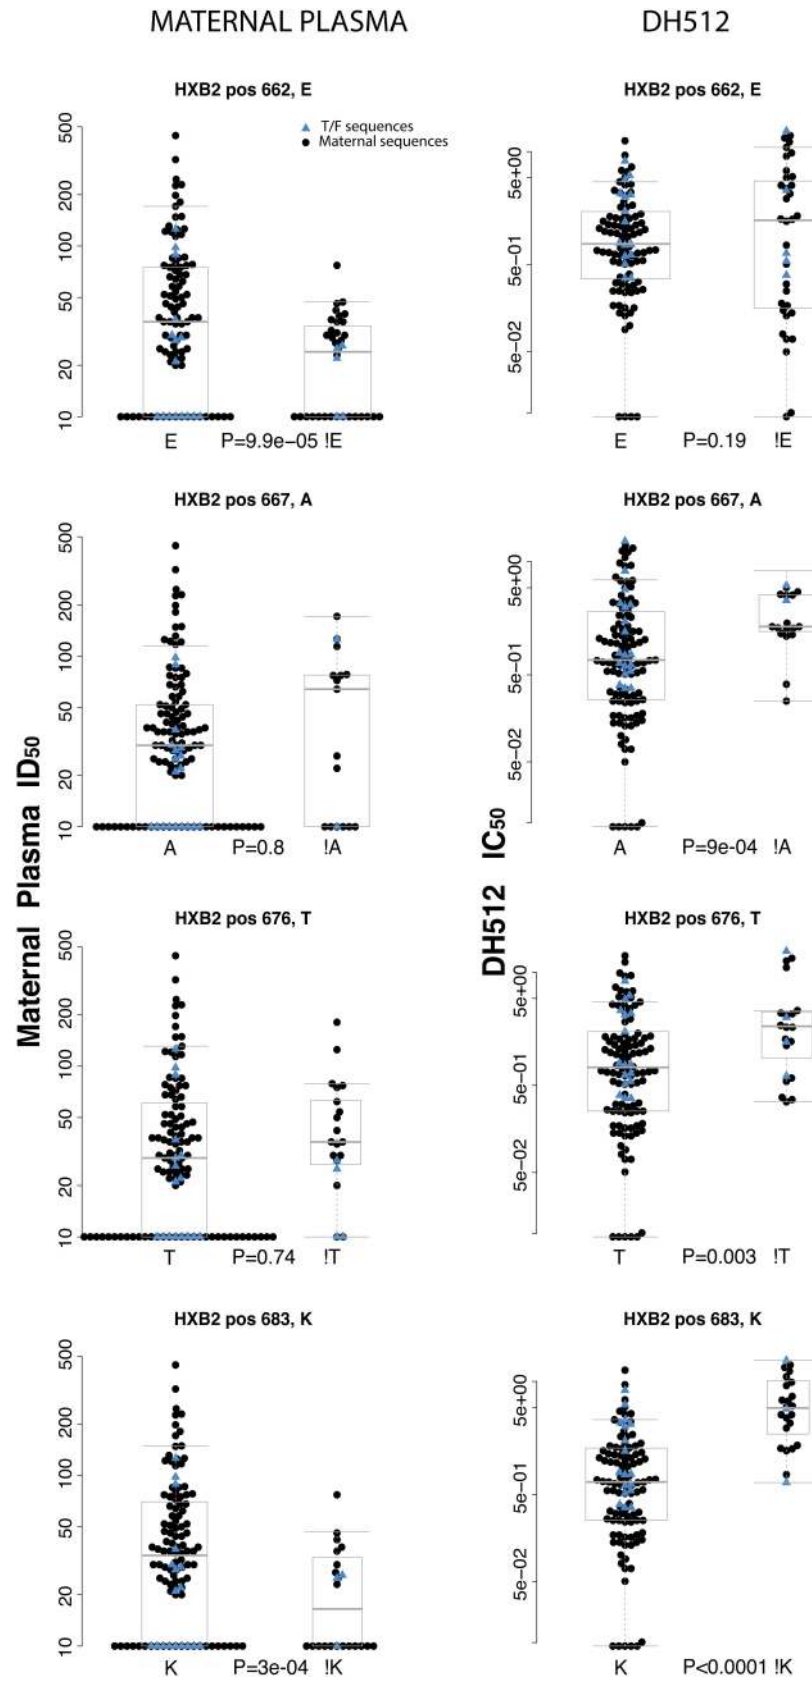 MATERNAL PLASMA
DH512
HXB2 pos 662, E
HXB2 pos 662, E
T/F sequences
Maternal sequences
500
200
100
50
20
10
5e+00
5e−01
5e−02
E P=9.9e−05 !E
E P=0.19 !E
HXB2 pos 667, A
HXB2 pos 667, A
500
200
100
50
20
10
5e+00
5e−01
5e−02
A P=0.8 !A
A P=9e-04 !A
Maternal Plasma ID50
DH512 IC50
HXB2 pos 676, T
HXB2 pos 676, T
500
200
100
50
20
10
5e+00
5e−01
5e−02
T P=0.74 !T
T P=0.003 !T
HXB2 pos 683, K
HXB2 pos 683, K
500
200
100
50
20
10
5e+00
5e−01
5e−02
K P=3e-04 !K
K P<0.0001 !K